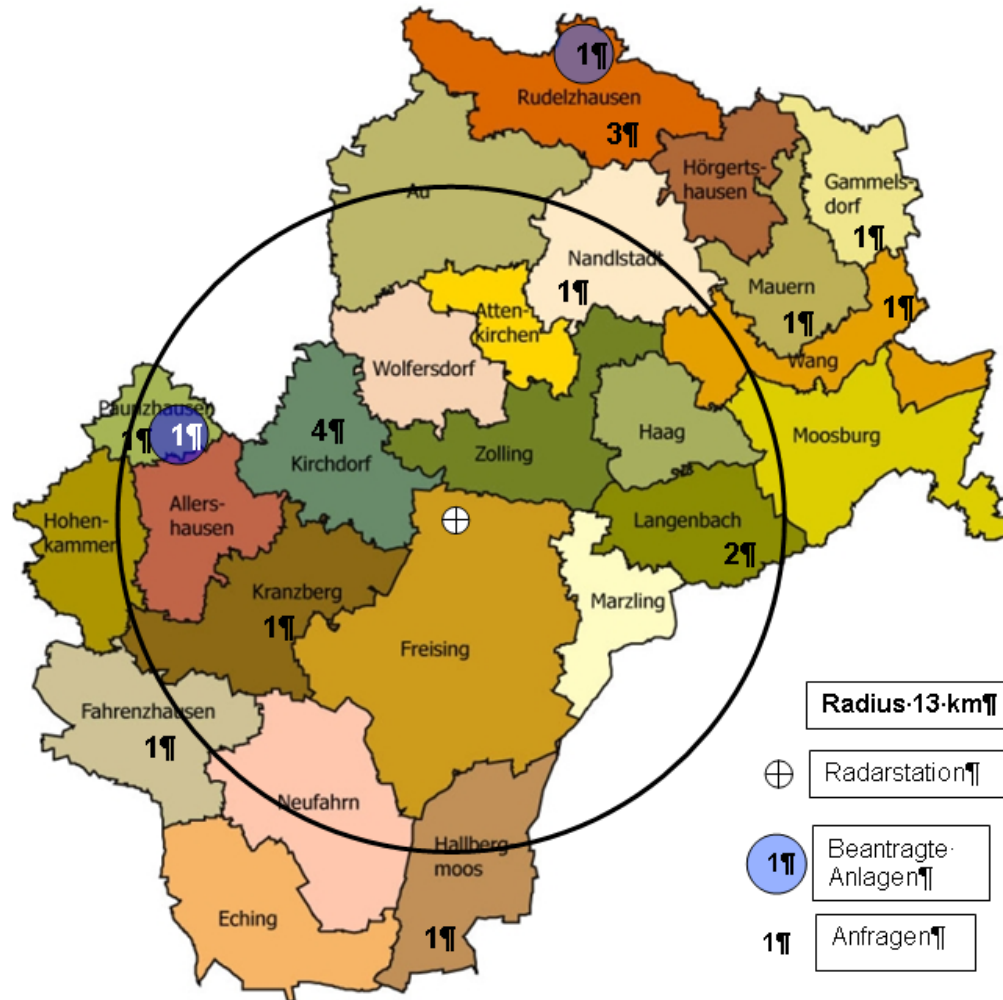 1¶
Rudelzhausen
3¶
Hörgerts-
hausen
Gammels-
dorf
1¶
Au
Nandlstadt
1¶
Mauern
1¶
1¶
Wang
Atten-
kirchen
Wolfersdorf
Paunzhausen
1¶
1¶
4¶
Kirchdorf
Zolling
Haag
Moosburg
Hohen-
kammer
Allers-
hausen
Langenbach
2¶
Kranzberg
1¶
Marzling
Freising
Fahrenzhausen
1¶
Neufahrn
Hallberg
moos
1¶
Eching
Radius·13·km¶
Radarstation¶
1¶
Beantragte·
Anlagen¶
1¶
Anfragen¶